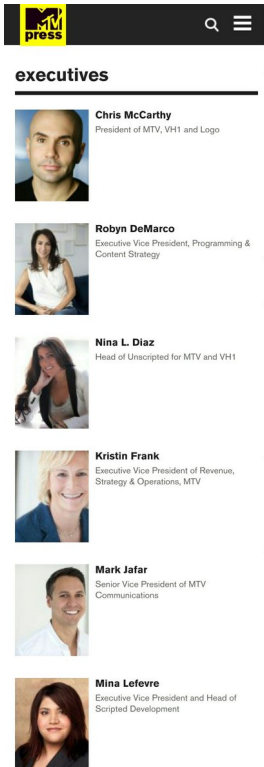 MTV
press
executives
Chris McCarthy
President of MTV, VH1 and Logo
Robyn DeMarco
Executive Vice President, Programming &
Content Strategy
Nina L. Diaz
Head of Unscripted for MTV and VH1
Kristin Frank
Executive Vice President of Revenue,
Strategy & Operations, MTV
Mark Jafar
Senior Vice President of MTV
Communications
Mina Lefevre
Executive Vice President and Head of
Scripted Development